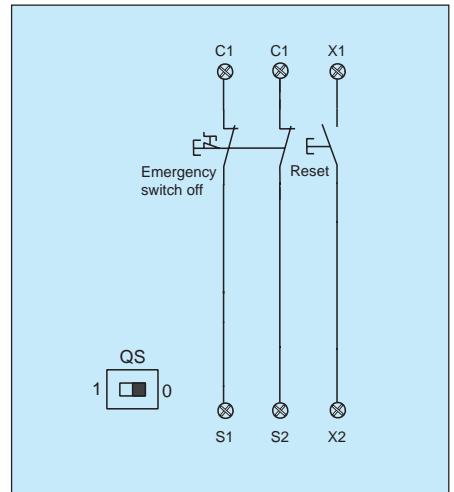 C1 C1 X1
Emergency
switch off
Reset
QS
1 0
S1 S2 X2